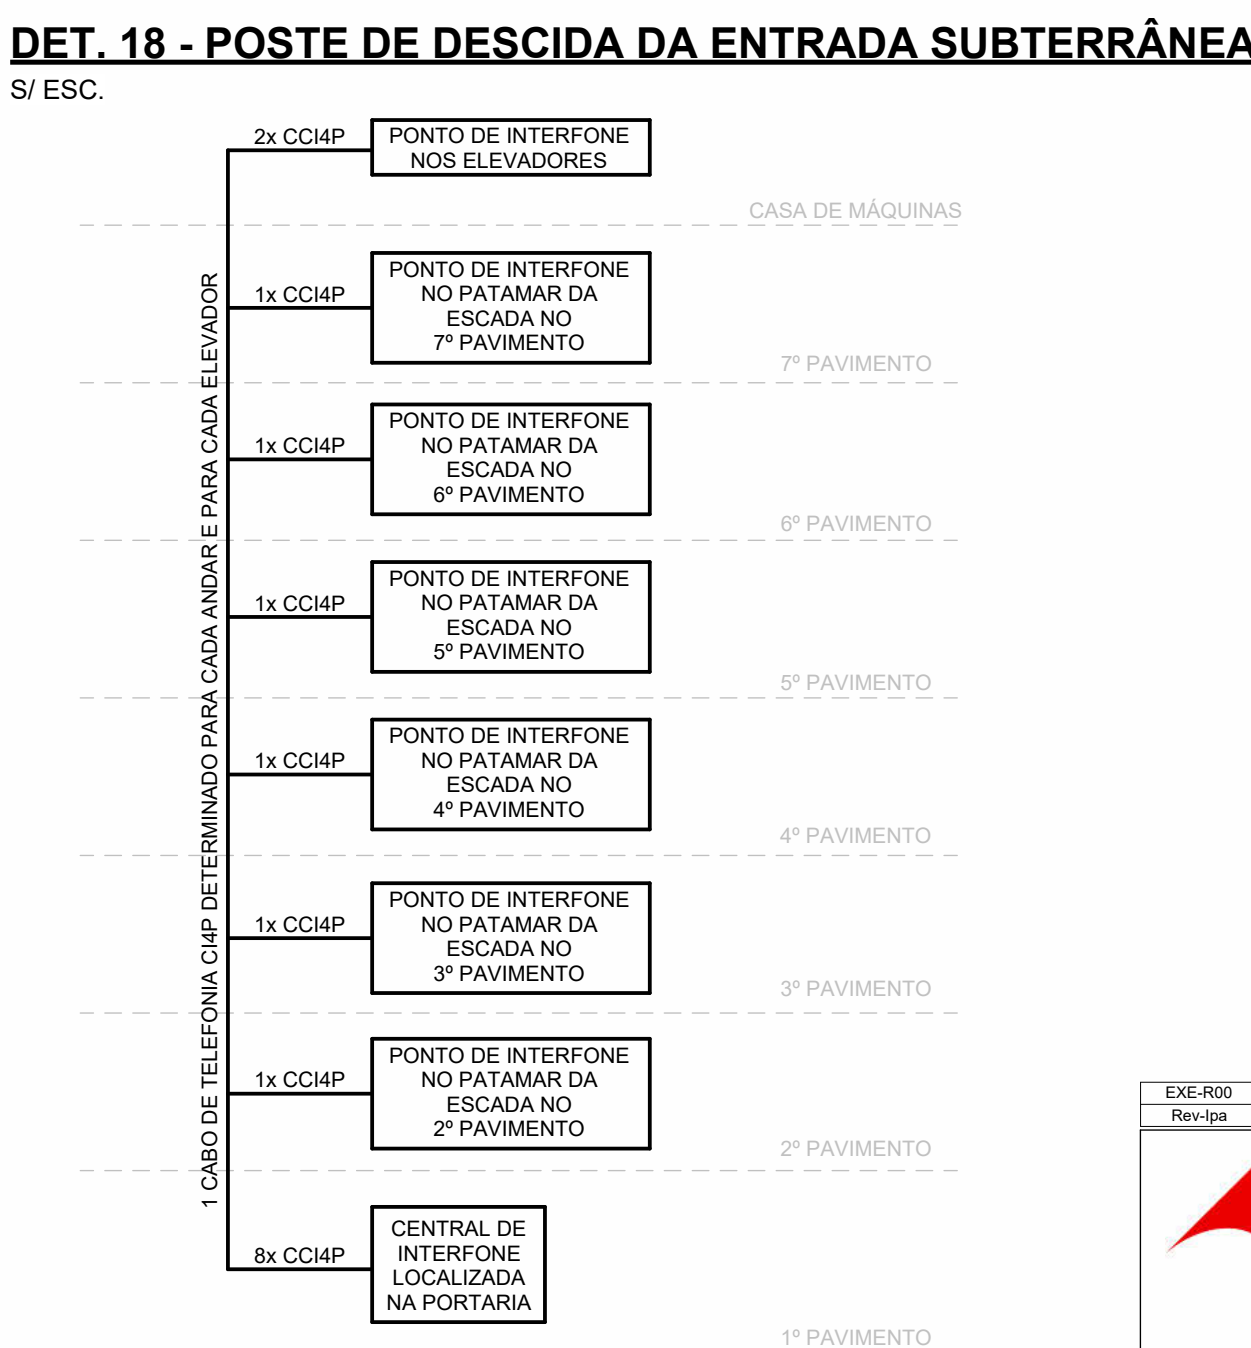 DET. 18 - POSTE DE DESCIDA DA ENTRADA SUBTERRÂNEA
S/ ESC.
2x CCI4P
PONTO DE INTERFONE
NOS ELEVADORES
CASA DE MÁQUINAS
1x CCI4P
PONTO DE INTERFONE
NO PATAMAR DA
ESCADA NO
7º PAVIMENTO
7º PAVIMENTO
1x CCI4P
PONTO DE INTERFONE
NO PATAMAR DA
ESCADA NO
6º PAVIMENTO
6º PAVIMENTO
1x CCI4P
PONTO DE INTERFONE
NO PATAMAR DA
ESCADA NO
5º PAVIMENTO
5º PAVIMENTO
1x CCI4P
PONTO DE INTERFONE
NO PATAMAR DA
ESCADA NO
4º PAVIMENTO
4º PAVIMENTO
1x CCI4P
PONTO DE INTERFONE
NO PATAMAR DA
ESCADA NO
3º PAVIMENTO
3º PAVIMENTO
1x CCI4P
PONTO DE INTERFONE
NO PATAMAR DA
ESCADA NO
2º PAVIMENTO
2º PAVIMENTO
8x CCI4P
CENTRAL DE
INTERFONE
LOCALIZADA
NA PORTARIA
1º PAVIMENTO
1 CABO DE TELEFONIA CI4P DETERMINADO PARA CADA ANDAR E PARA CADA ELEVADOR
EXE-R00
Rev-Ipa